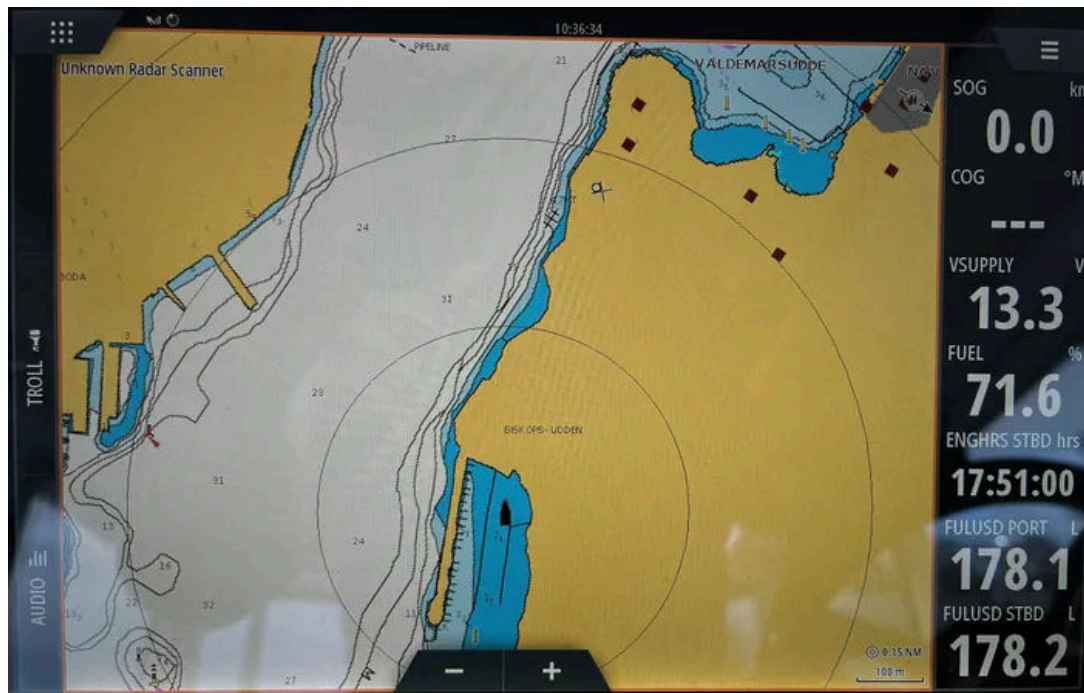 10:36:34
Unknown Radar Scanner
PIPELINE
21
VALDEMARSUDDE
NAV
27
24
31
23
BISKOPS-UDDEN
31
24
13
16
22
32
27
11
M
0.15 NM
100 m
TROLL
AUDIO
SOG kn
0.0
COG °M
---
VSUPPLY V
13.3
FUEL %
71.6
ENGHRS STBD hrs
17:51:00
FULUSD PORT L
178.1
FULUSD STBD L
178.2